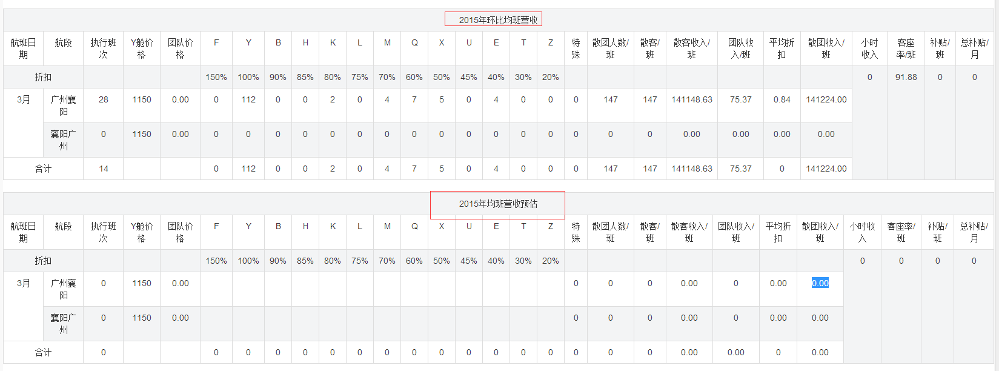 2015年环比均班营收
航班日期 航段 执行班次 Y舱价格 团队价格 F Y B H K L M Q X U E T Z 特殊 散团人数/班 散客/班 散客收入/班 团队收入/班 平均折扣 散团收入/班 小时收入 客座率/班 补贴/班 总补贴/月
折扣 150% 100% 90% 85% 80% 75% 70% 60% 50% 45% 40% 30% 20% 0 91.88 0 0
3月 广州襄阳 28 1150 0.00 0 112 0 0 2 0 4 7 5 0 4 0 0 0 147 147 141148.63 75.37 0.84 141224.00
襄阳广州 0 1150 0.00 0 0 0 0 0 0 0 0 0 0 0 0 0 0 0 0 0.00 0.00 0.00 0.00
合计 14 0 112 0 0 2 0 4 7 5 0 4 0 0 0 147 147 141148.63 75.37 0 141224.00
2015年均班营收预估
航班日期 航段 执行班次 Y舱价格 团队价格 F Y B H K L M Q X U E T Z 特殊 散团人数/班 散客/班 散客收入/班 团队收入/班 平均折扣 散团收入/班 小时收入 客座率/班 补贴/班 总补贴/月
折扣 150% 100% 90% 85% 80% 75% 70% 60% 50% 45% 40% 30% 20% 0 0 0 0
3月 广州襄阳 0 1150 0.00 0 0 0 0.00 0 0.00 0.00
襄阳广州 0 1150 0.00 0 0 0 0.00 0 0.00 0.00
合计 0 0 0 0 0 0 0 0 0 0 0 0 0 0 0 0 0 0.00 0.00 0 0.00